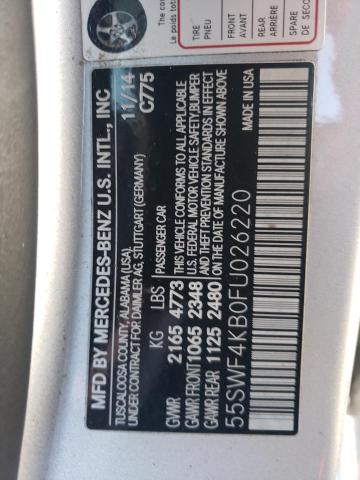 Le poids tota
TIRE
PNEU
FRONT
AVANT
REAR
ARRIÈRE
SPARE
DE SECO
MFD BY MERCEDES-BENZ U.S. INTL., INC
TUSCALOOSA COUNTY, ALABAMA (USA)
UNDER CONTRACT FOR DAIMLER AG, STUTTGART (GERMANY)
11/14
C775
KG LBS PASSENGER CAR
GVWR 2165 4773 THIS VEHICLE CONFORMS TO ALL APPLICABLE
GAWR FRONT 1065 2348 U.S. FEDERAL MOTOR VEHICLE SAFETY,BUMPER
GAWR REAR 1125 2480 AND THEFT PREVENTION STANDARDS IN EFFECT
ON THE DATE OF MANUFACTURE SHOWN ABOVE
55SWF4KB0FU026220
MADE IN USA